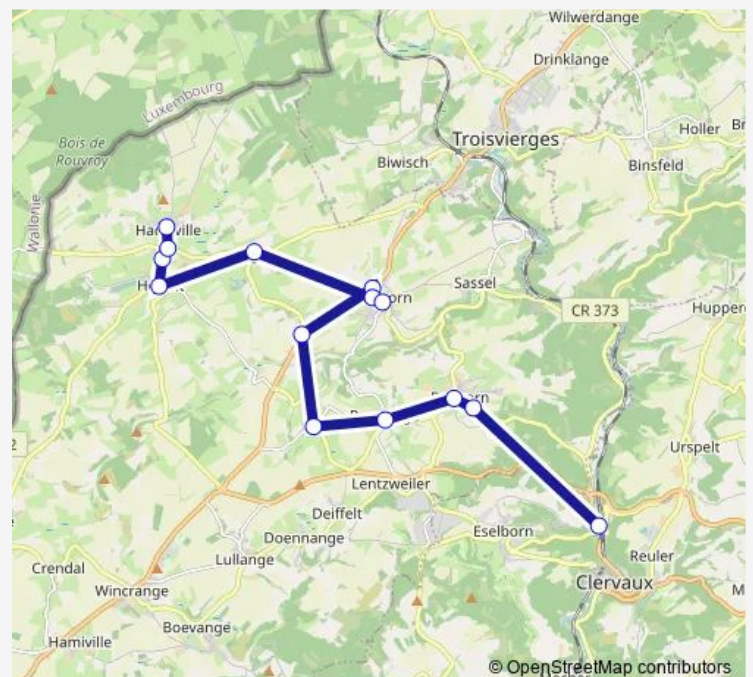 Wilwerdange
Drinklange
Luxembourg
Troisvierges
Holler
Bois de
Rouvroy
Biwisch
Binsfeld
Wallonie
Sassel
CR 373
Urspelt
Lentzweiler
Deiffelt
Eselborn
Doennange
Lullange
Reuler
Crendal
Clervaux
Wincrange
Boevange
Hamiville
© OpenStreetMap contributors